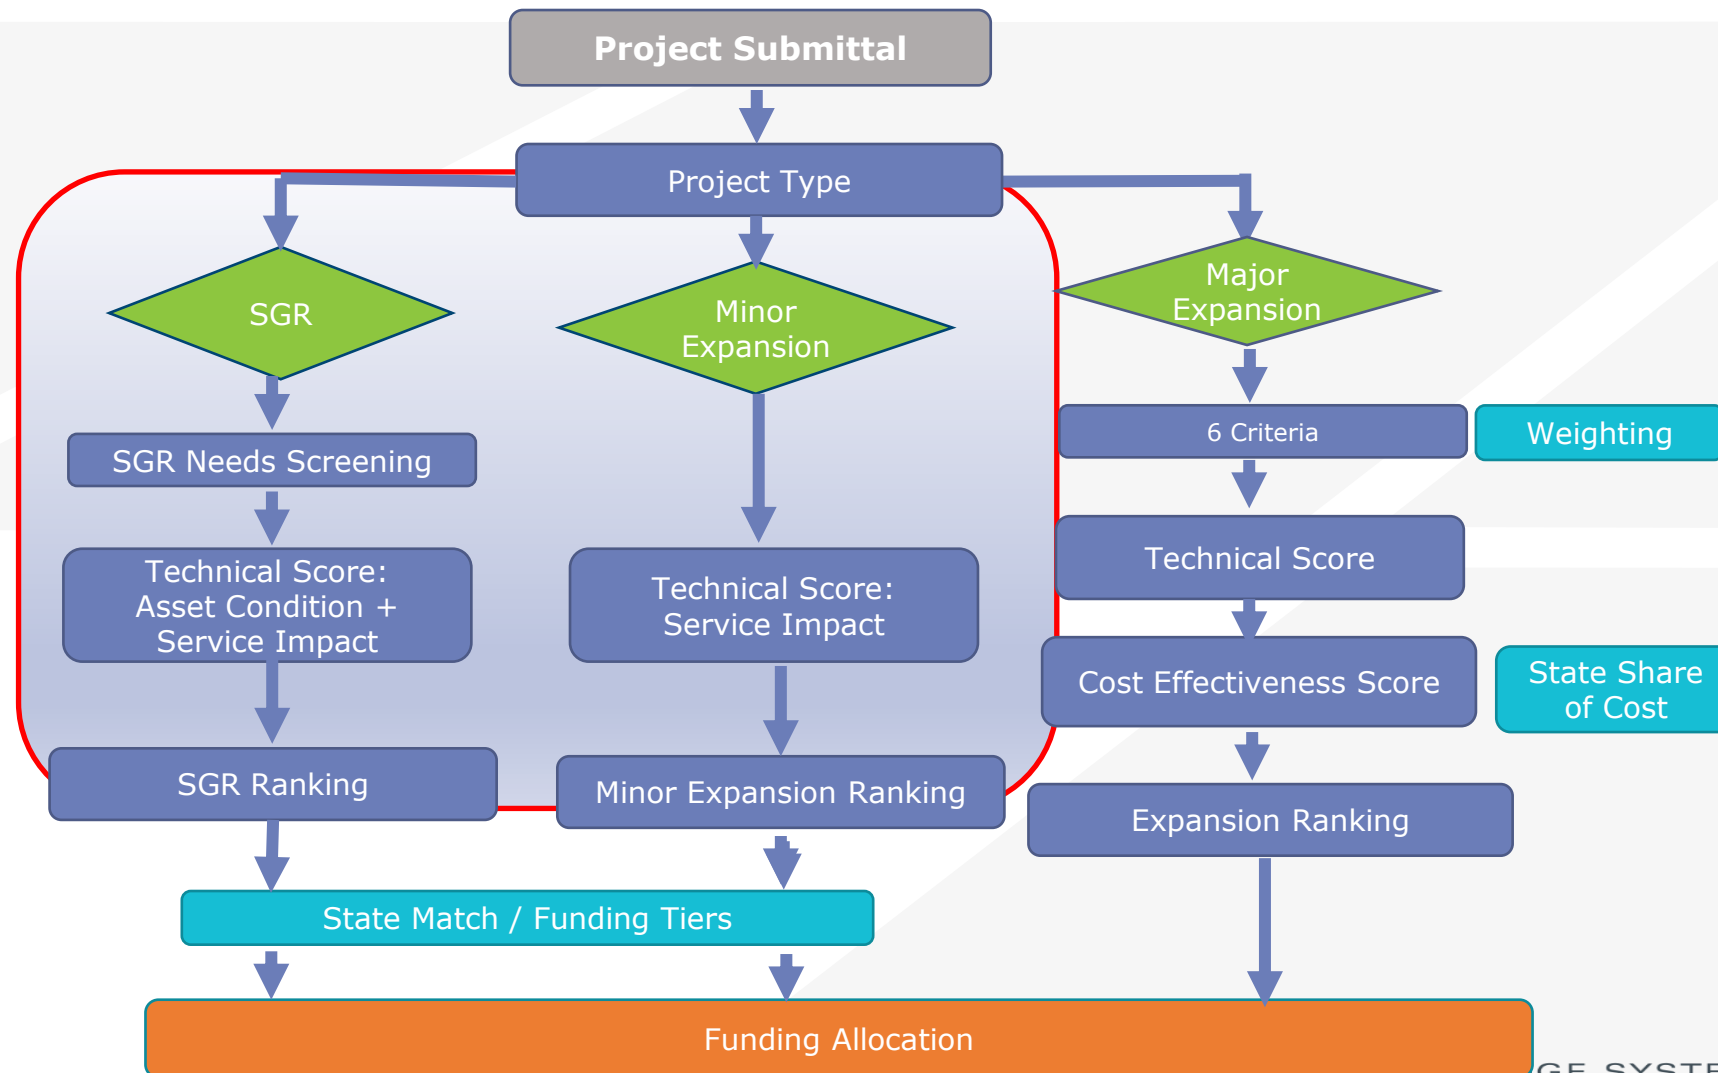 Project Submittal
Project Type
SGR
Minor
Expansion
Major
Expansion
SGR Needs Screening
6 Criteria
Weighting
Technical Score:
Asset Condition +
Service Impact
Technical Score:
Service Impact
Technical Score
Cost Effectiveness Score
State Share
of Cost
SGR Ranking
Minor Expansion Ranking
Expansion Ranking
State Match / Funding Tiers
Funding Allocation